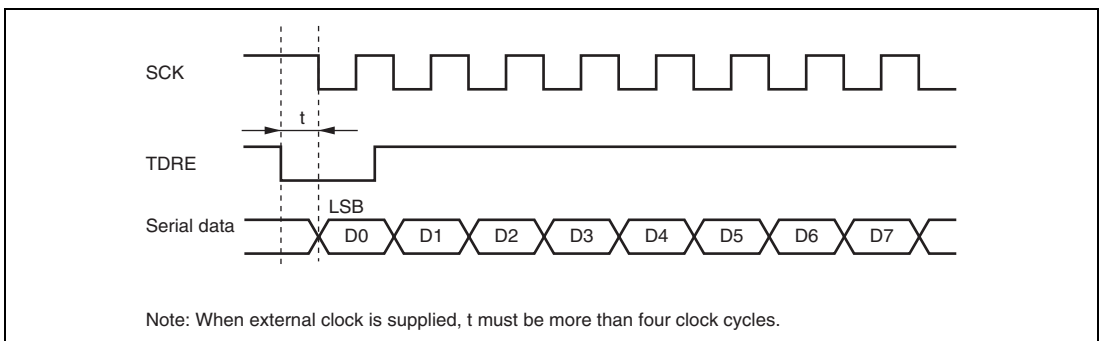 SCK
t
TDRE
LSB
Serial data
D0 D1 D2 D3 D4 D5 D6 D7
Note: When external clock is supplied, t must be more than four clock cycles.